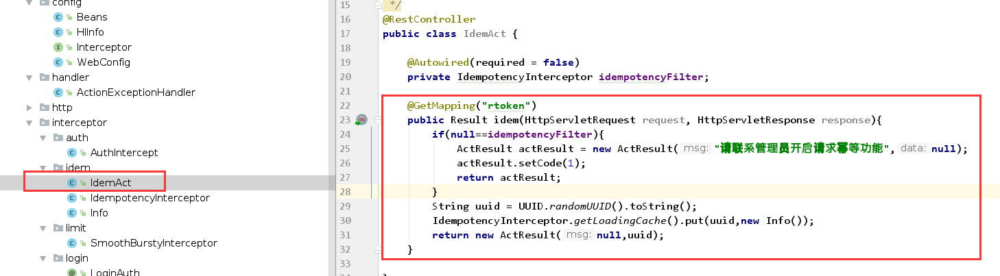 config
Beans
HlInfo
Interceptor
WebConfig
handler
ActionExceptionHandler
http
interceptor
auth
AuthIntercept
idem
IdemAct
IdempotencyInterceptor
Info
limit
SmoothBurstyInterceptor
login
LoginAuth
15 */
16 @RestController
17 public class IdemAct {
18
19 @Autowired(required = false)
20 private IdempotencyInterceptor idempotencyFilter;
21
22 @GetMapping("rtoken")
23 public Result idem(HttpServletRequest request, HttpServletResponse response){
24 if(null==idempotencyFilter){
25 ActResult actResult = new ActResult( msg: "请联系管理员开启请求幂等功能", data: null);
26 actResult.setCode(1);
27 return actResult;
28 }
29 String uuid = UUID.randomUUID().toString();
30 IdempotencyInterceptor.getLoadingCache().put(uuid,new Info());
31 return new ActResult( msg: null,uuid);
32 }
33